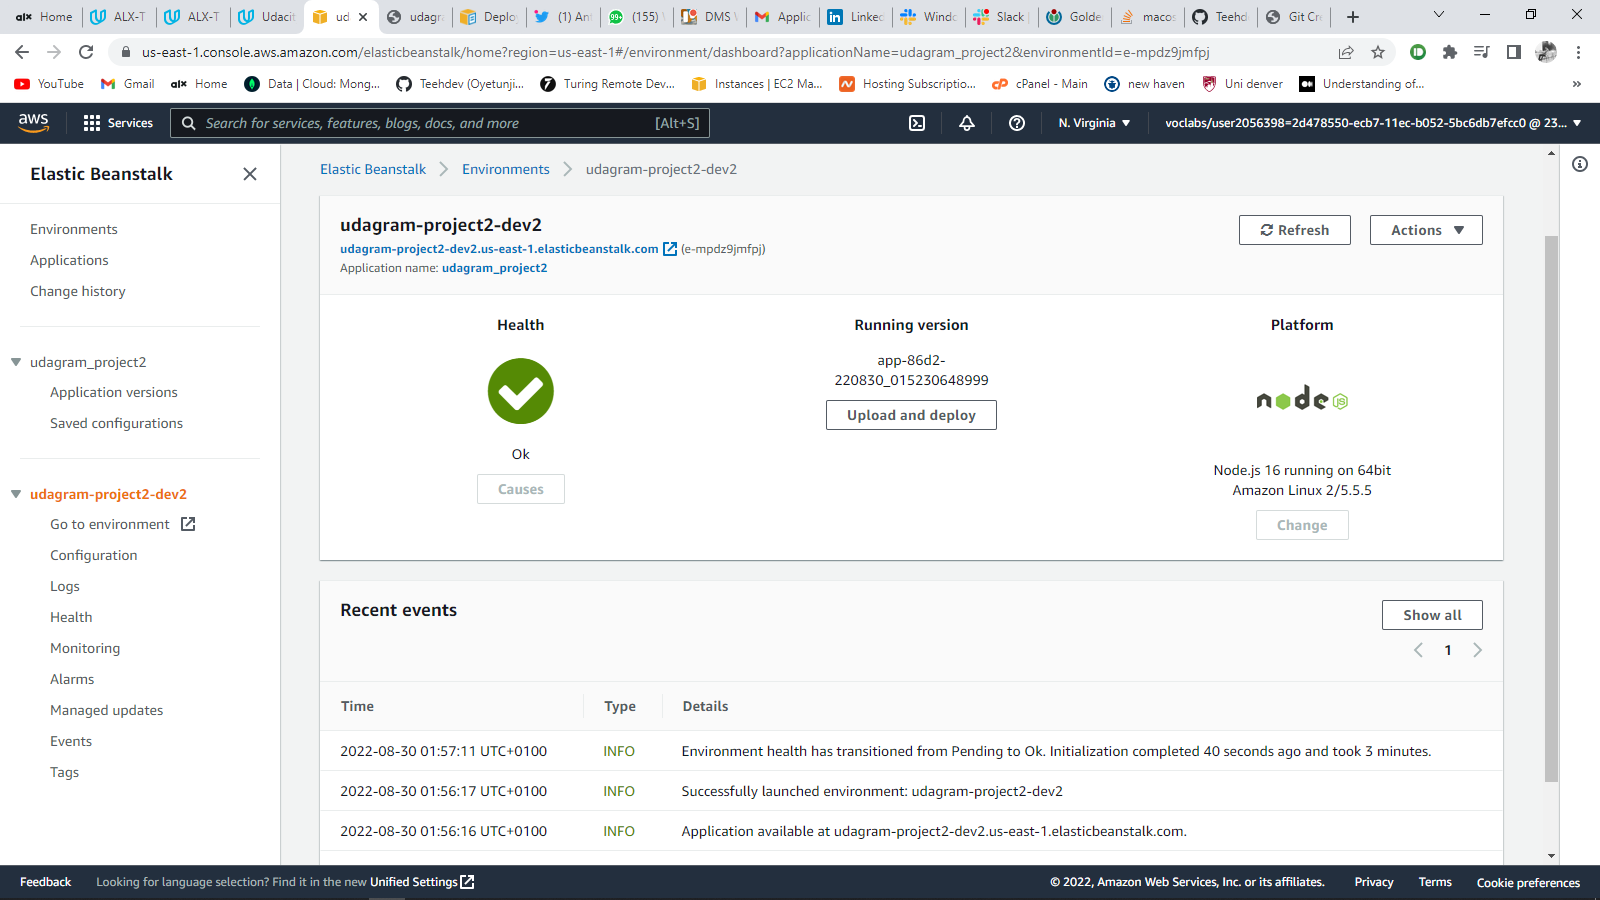 Home
ALX-T
ALX-T
Udacit
ud
udagr
Deplo
(1) An
(155)
DMS
Applic
Linked
Windo
Slack
Golde
macos
Teehd
Git Cr
us-east-1.console.aws.amazon.com/elasticbeanstalk/home?region=us-east-1#/environment/dashboard?applicationName=udagram_project2&environmentId=e-mpdz9jmfpj
YouTube
Gmail
alx Home
Data | Cloud: Mong...
Teehdev (Oyetunji...
Turing Remote Dev...
Instances | EC2 Ma...
Hosting Subscriptio...
cPanel - Main
new haven
Uni denver
Understanding of...
aws
Services
Search for services, features, blogs, docs, and more
[Alt+S]
N. Virginia
voclabs/user2056398=2d478550-ecb7-11ec-b052-5bc6db7efcc0 @ 23...
Elastic Beanstalk
Environments
Applications
Change history
udagram_project2
Application versions
Saved configurations
udagram-project2-dev2
Go to environment
Configuration
Logs
Health
Monitoring
Alarms
Managed updates
Events
Tags
Elastic Beanstalk
Environments
udagram-project2-dev2
udagram-project2-dev2
udagram-project2-dev2.us-east-1.elasticbeanstalk.com (e-mpdz9jmfpj)
Application name: udagram_project2
Refresh
Actions
Health
Ok
Causes
Running version
app-86d2-
220830_015230648999
Upload and deploy
Platform
node JS
Node.js 16 running on 64bit
Amazon Linux 2/5.5.5
Change
Recent events
Show all
1
Time Type Details
2022-08-30 01:57:11 UTC+0100 INFO Environment health has transitioned from Pending to Ok. Initialization completed 40 seconds ago and took 3 minutes.
2022-08-30 01:56:17 UTC+0100 INFO Successfully launched environment: udagram-project2-dev2
2022-08-30 01:56:16 UTC+0100 INFO Application available at udagram-project2-dev2.us-east-1.elasticbeanstalk.com.
Feedback
Looking for language selection? Find it in the new Unified Settings
© 2022, Amazon Web Services, Inc. or its affiliates.
Privacy
Terms
Cookie preferences